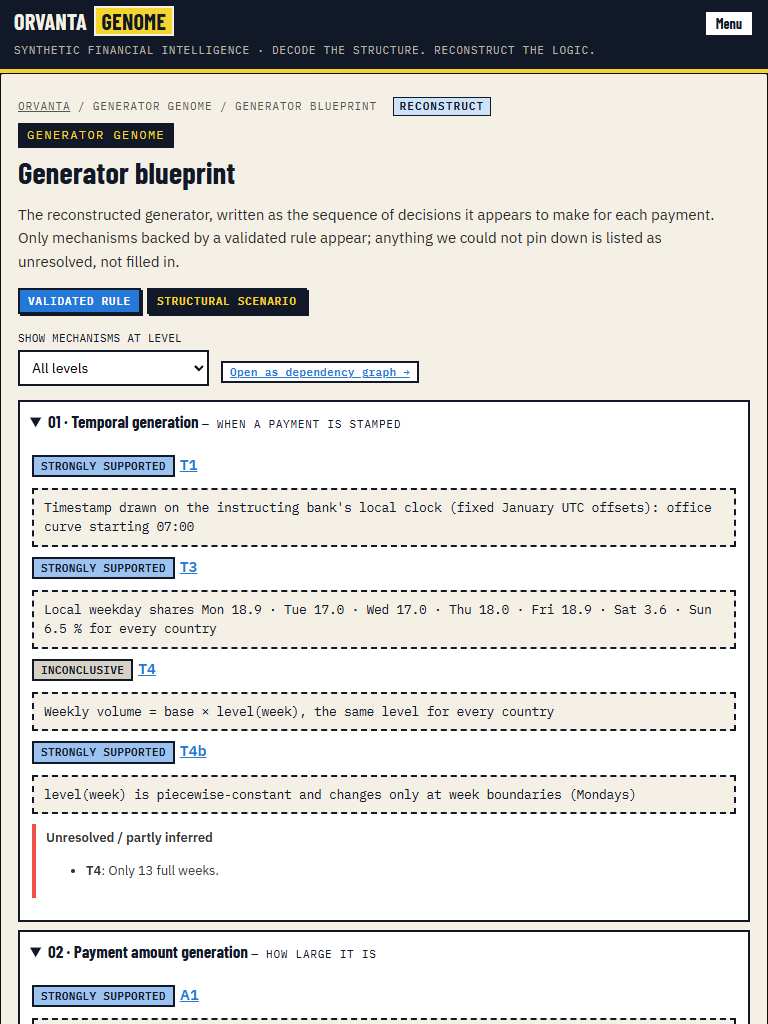 ORVANTA GENOME
Menu
SYNTHETIC FINANCIAL INTELLIGENCE · DECODE THE STRUCTURE. RECONSTRUCT THE LOGIC.
ORVANTA / GENERATOR GENOME / GENERATOR BLUEPRINT RECONSTRUCT
GENERATOR GENOME
Generator blueprint
The reconstructed generator, written as the sequence of decisions it appears to make for each payment.
Only mechanisms backed by a validated rule appear; anything we could not pin down is listed as
unresolved, not filled in.
VALIDATED RULE STRUCTURAL SCENARIO
SHOW MECHANISMS AT LEVEL
All levels
Open as dependency graph →
▼ 01 · Temporal generation — WHEN A PAYMENT IS STAMPED
STRONGLY SUPPORTED T1
Timestamp drawn on the instructing bank's local clock (fixed January UTC offsets): office
curve starting 07:00
STRONGLY SUPPORTED T3
Local weekday shares Mon 18.9 · Tue 17.0 · Wed 17.0 · Thu 18.0 · Fri 18.9 · Sat 3.6 · Sun
6.5 % for every country
INCONCLUSIVE T4
Weekly volume = base × level(week), the same level for every country
STRONGLY SUPPORTED T4b
level(week) is piecewise-constant and changes only at week boundaries (Mondays)
Unresolved / partly inferred
• T4: Only 13 full weeks.
▼ 02 · Payment amount generation — HOW LARGE IT IS
STRONGLY SUPPORTED A1